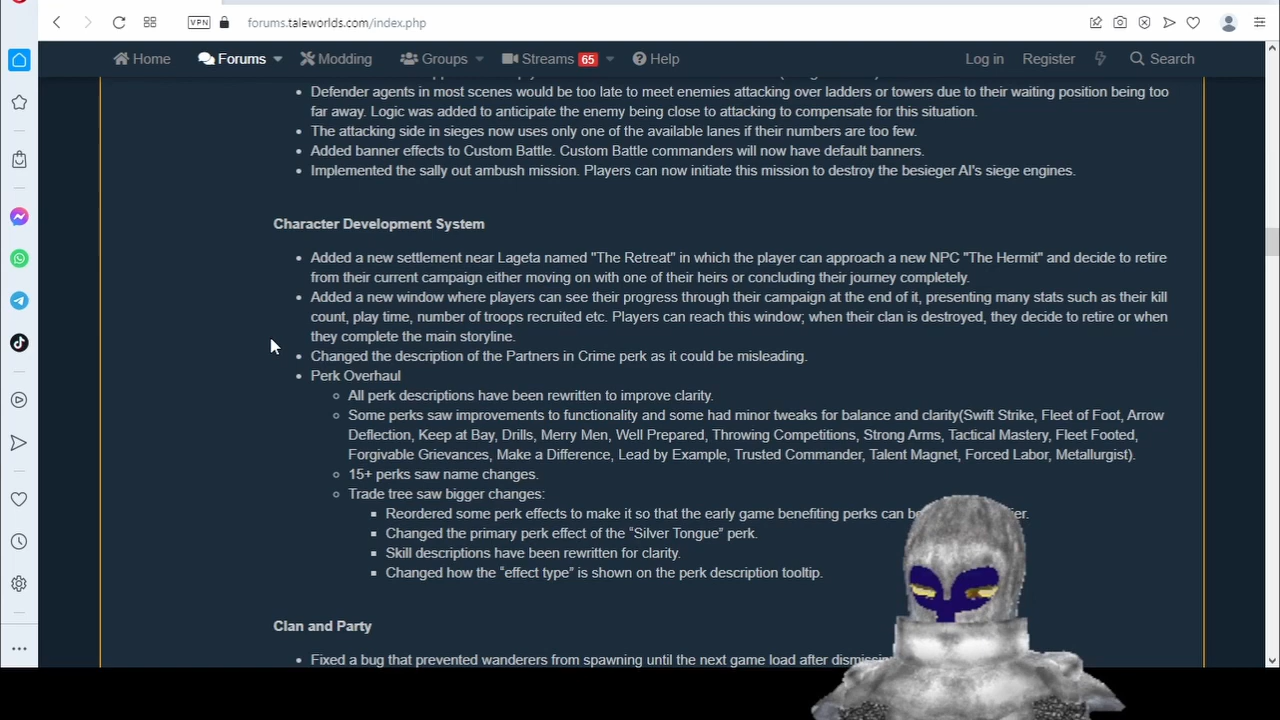 VPN forums.taleworlds.com/index.php
Home Forums Modding Groups Streams 65 Help Log in Register Search
Defender agents in most scenes would be too late to meet enemies attacking over ladders or towers due to their waiting position being too
far away. Logic was added to anticipate the enemy being close to attacking to compensate for this situation.
The attacking side in sieges now uses only one of the available lanes if their numbers are too few.
Added banner effects to Custom Battle. Custom Battle commanders will now have default banners.
Implemented the sally out ambush mission. Players can now initiate this mission to destroy the besieger AI's siege engines.
Character Development System
Added a new settlement near Lageta named "The Retreat" in which the player can approach a new NPC "The Hermit" and decide to retire
from their current campaign either moving on with one of their heirs or concluding their journey completely.
Added a new window where players can see their progress through their campaign at the end of it, presenting many stats such as their kill
count, play time, number of troops recruited etc. Players can reach this window; when their clan is destroyed, they decide to retire or when
they complete the main storyline.
Changed the description of the Partners in Crime perk as it could be misleading.
Perk Overhaul
All perk descriptions have been rewritten to improve clarity.
Some perks saw improvements to functionality and some had minor tweaks for balance and clarity(Swift Strike, Fleet of Foot, Arrow
Deflection, Keep at Bay, Drills, Merry Men, Well Prepared, Throwing Competitions, Strong Arms, Tactical Mastery, Fleet Footed,
Forgivable Grievances, Make a Difference, Lead by Example, Trusted Commander, Talent Magnet, Forced Labor, Metallurgist).
15+ perks saw name changes.
Trade tree saw bigger changes:
Reordered some perk effects to make it so that the early game benefiting perks can
Changed the primary perk effect of the “Silver Tongue” perk.
Skill descriptions have been rewritten for clarity.
Changed how the “effect type” is shown on the perk description tooltip.
Clan and Party
Fixed a bug that prevented wanderers from spawning until the next game load after